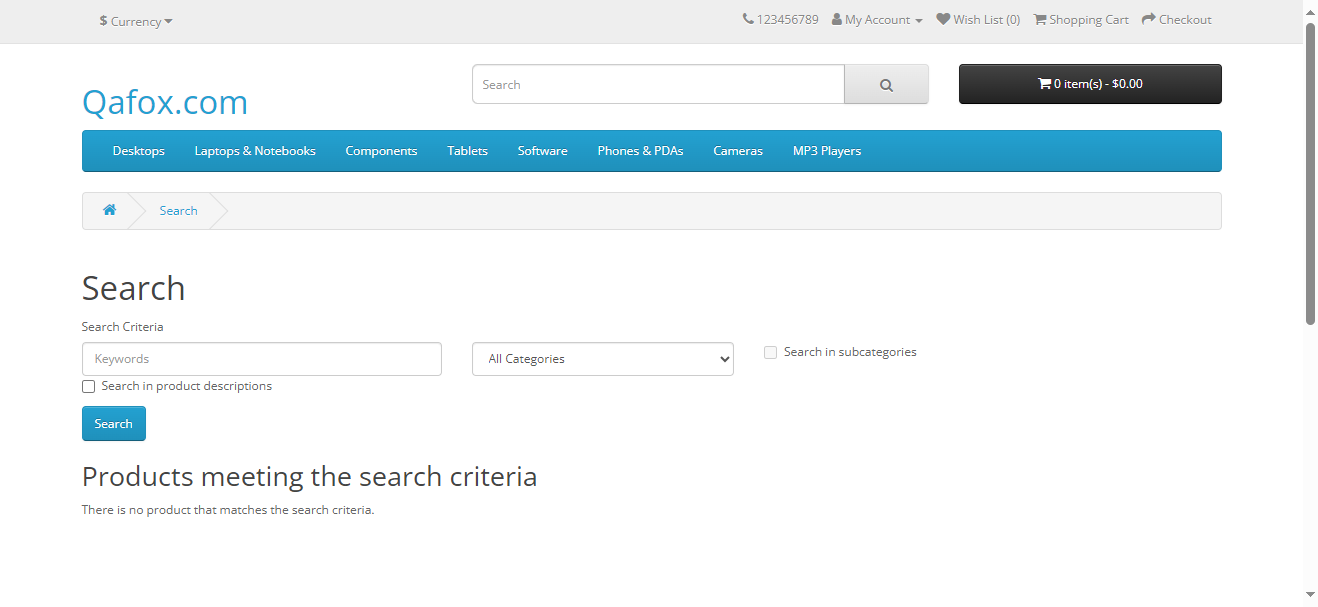 $ Currency
123456789 My Account Wish List (0) Shopping Cart Checkout
Qafox.com
Search
0 item(s) - $0.00
Desktops Laptops & Notebooks Components Tablets Software Phones & PDAs Cameras MP3 Players
Search
Search
Search Criteria
Keywords
All Categories
Search in subcategories
Search in product descriptions
Search
Products meeting the search criteria
There is no product that matches the search criteria.